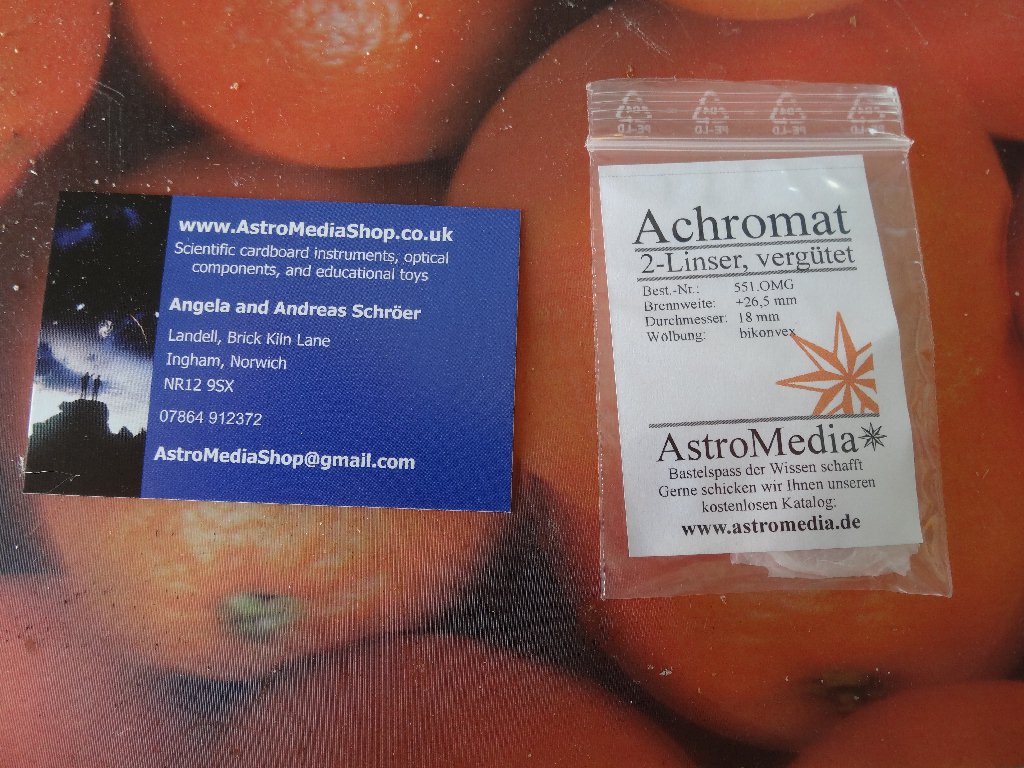 www.AstroMediaShop.co.uk
Scientific cardboard instruments, optical
components, and educational toys
Angela and Andreas Schröer
Landell, Brick Kiln Lane
Ingham, Norwich
NR12 9SX
07864 912372
AstroMediaShop@gmail.com
Achromat
2-Linser, vergütet
Best.-Nr.: 551.OMG
Brennweite: +26,5 mm
Durchmesser: 18 mm
Wölbung: bikonvex
AstroMedia
Bastelspass der Wissen schafft
Gerne schicken wir Ihnen unseren
kostenlosen Katalog:
www.astromedia.de